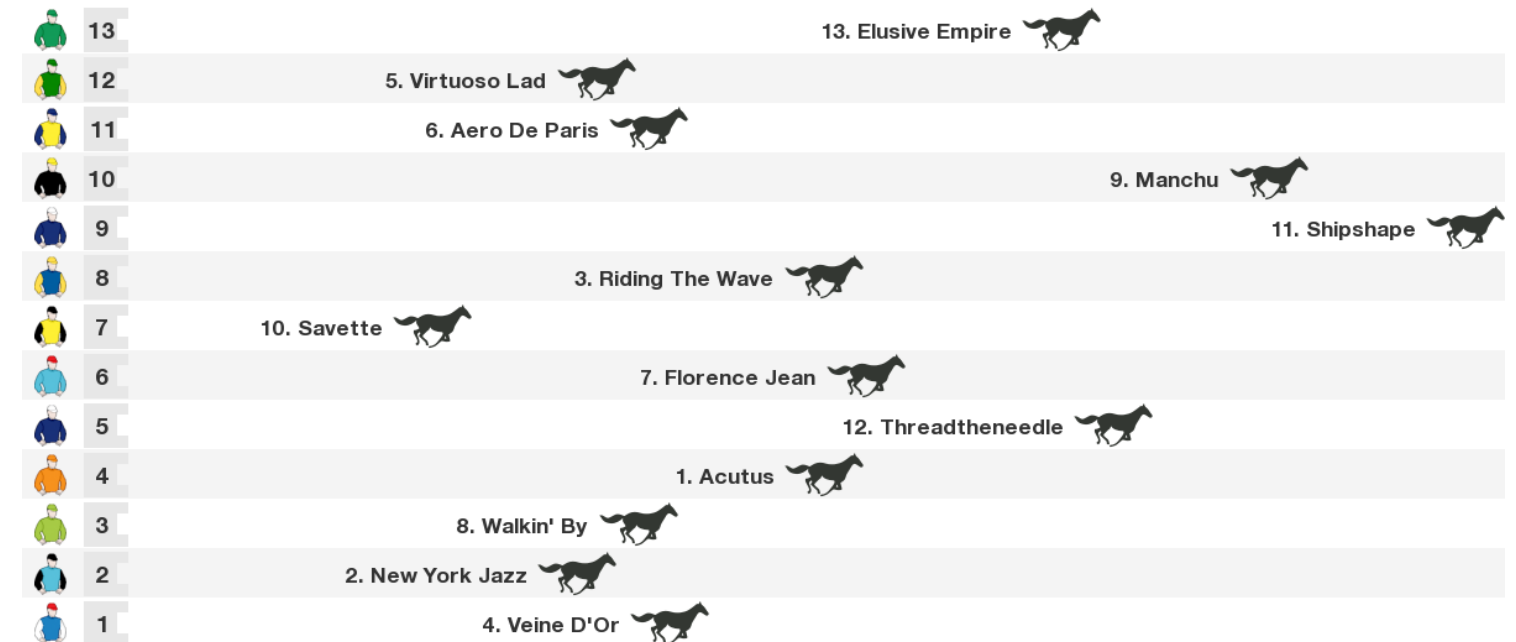 13 13. Elusive Empire
12 5. Virtuoso Lad
11 6. Aero De Paris
10 9. Manchu
9 11. Shipshape
8 3. Riding The Wave
7 10. Savette
6 7. Florence Jean
5 12. Threadtheneedle
4 1. Acutus
3 8. Walkin' By
2 2. New York Jazz
1 4. Veine D'Or